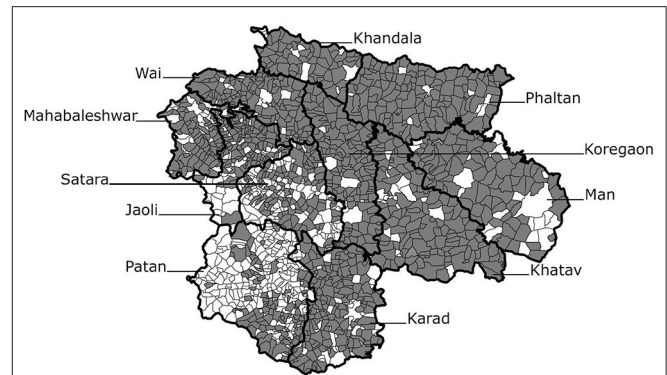 Khandala
Wai
Phaltan
Mahabaleshwar
Koregaon
Satara
Man
Jaoli
Patan
Khatav
Karad